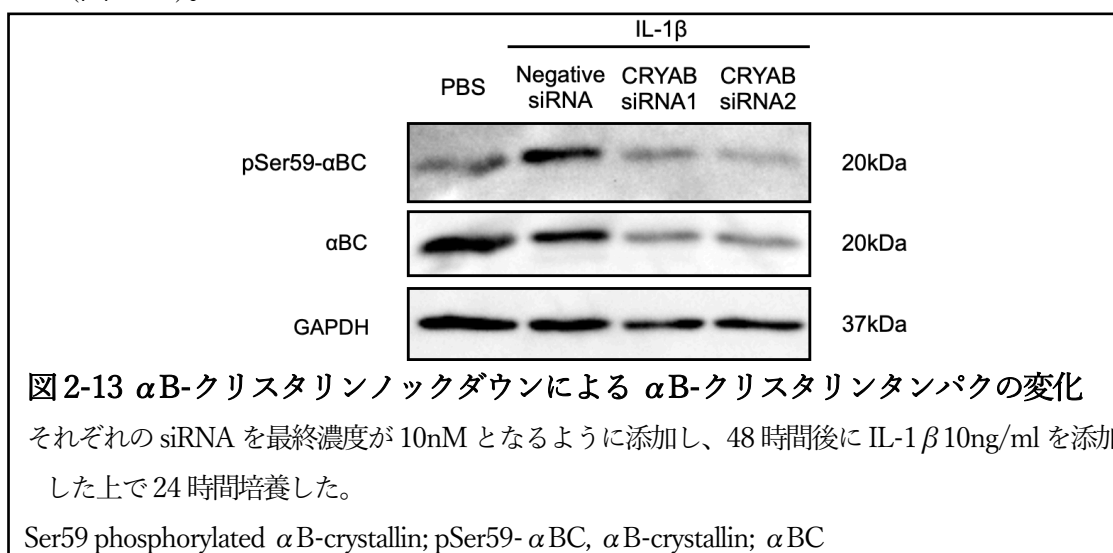 IL-1β
PBS
Negative siRNA
CRYAB siRNA1
CRYAB siRNA2
pSer59-αBC
20kDa
αBC
20kDa
GAPDH
37kDa
図 2-13 αB-クリスタリンノックダウンによる αB-クリスタリンタンパクの変化
それぞれの siRNA を最終濃度が 10nM となるように添加し、48 時間後に IL-1β10ng/ml を添加
した上で 24 時間培養した。
Ser59 phosphorylated αB-crystallin; pSer59-αBC, αB-crystallin; αBC